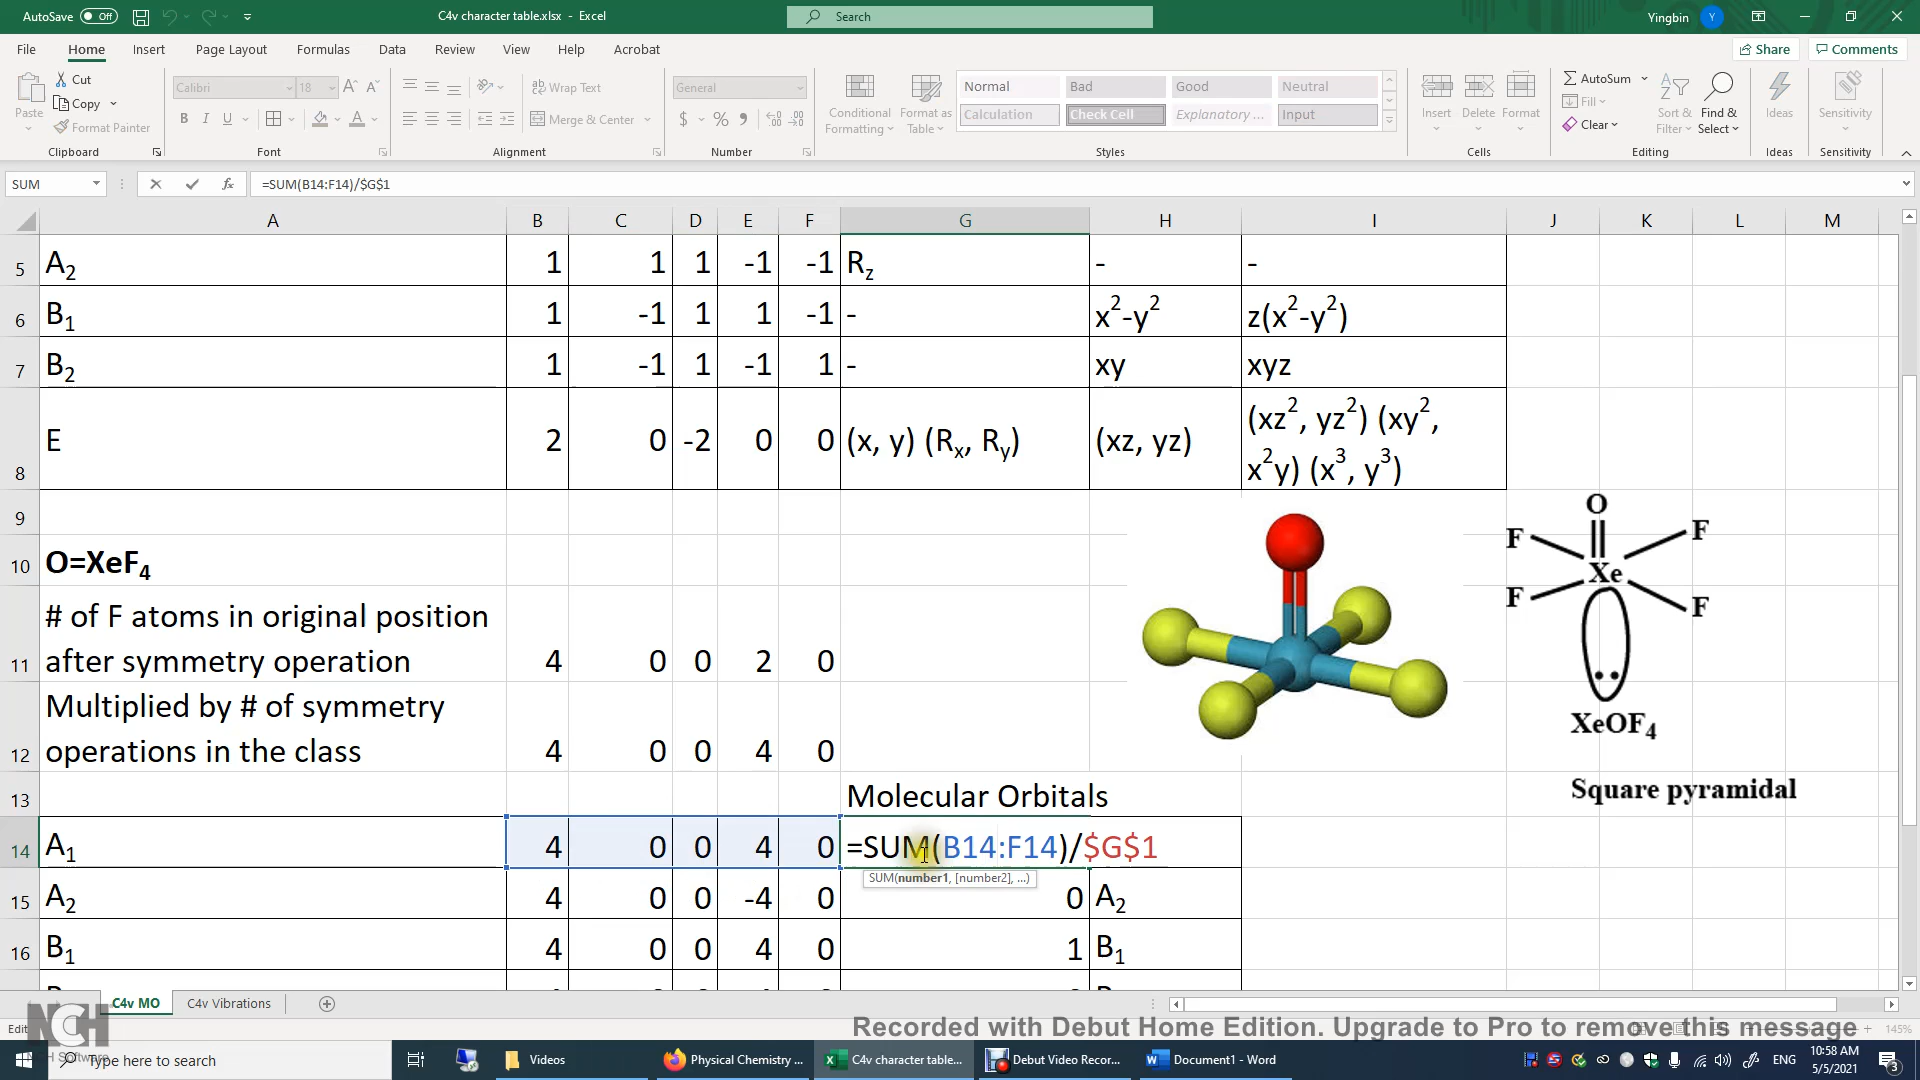 AutoSave Off C4v character table.xlsx - Excel Search Yingbin Y
File Home Insert Page Layout Formulas Data Review View Help Acrobat Share Comments
Cut
Copy
Format Painter
Paste
Calibri 18
B I U
Wrap Text
Merge & Center
General
$ % 9
Conditional Formatting
Format as Table
Normal Bad Good Neutral
Calculation Check Cell Explanatory ... Input
Insert Delete Format
AutoSum
Fill
Clear
Sort & Filter
Find & Select
Ideas
Sensitivity
Clipboard Font Alignment Number Styles Cells Editing Ideas Sensitivity
SUM fx =SUM(B14:F14)/$G$1
A B C D E F G H I J K L M
5 A2 1 1 1 -1 -1 Rz - -
6 B1 1 -1 1 1 -1 - x2-y2 z(x2-y2)
7 B2 1 -1 1 -1 1 - xy xyz
8 E 2 0 -2 0 0 (x, y) (Rx, Ry) (xz, yz) (xz2, yz2) (xy2,
x2y) (x3, y3)
9
10 O=XeF4
# of F atoms in original position
11 after symmetry operation 4 0 0 2 0
Multiplied by # of symmetry
12 operations in the class 4 0 0 4 0
13 Molecular Orbitals
14 A1 4 0 0 4 0 =SUM(B14:F14)/$G$1
SUM(number1, [number2], ...)
15 A2 4 0 0 -4 0 0 A2
16 B1 4 0 0 4 0 1 B1
O
F F
Xe
F F
XeOF4
Square pyramidal
C4v MO C4v Vibrations
NCH
NCH Software
Edit
145%
Recorded with Debut Home Edition. Upgrade to Pro to remove this message
Type here to search
Videos
Physical Chemistry ...
C4v character table...
Debut Video Recor...
Document1 - Word
ENG
10:58 AM
5/5/2021
3